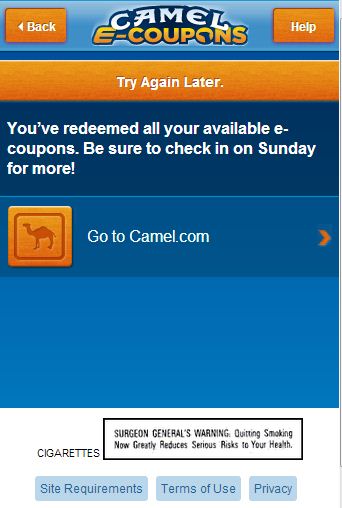 Back
CAMEL
E-COUPONS
Help
Try Again Later.
You've redeemed all your available e-
coupons. Be sure to check in on Sunday
for more!
Go to Camel.com
SURGEON GENERAL'S WARNING: Quitting Smoking
Now Greatly Reduces Serious Risks to Your Health.
CIGARETTES
Site Requirements
Terms of Use
Privacy